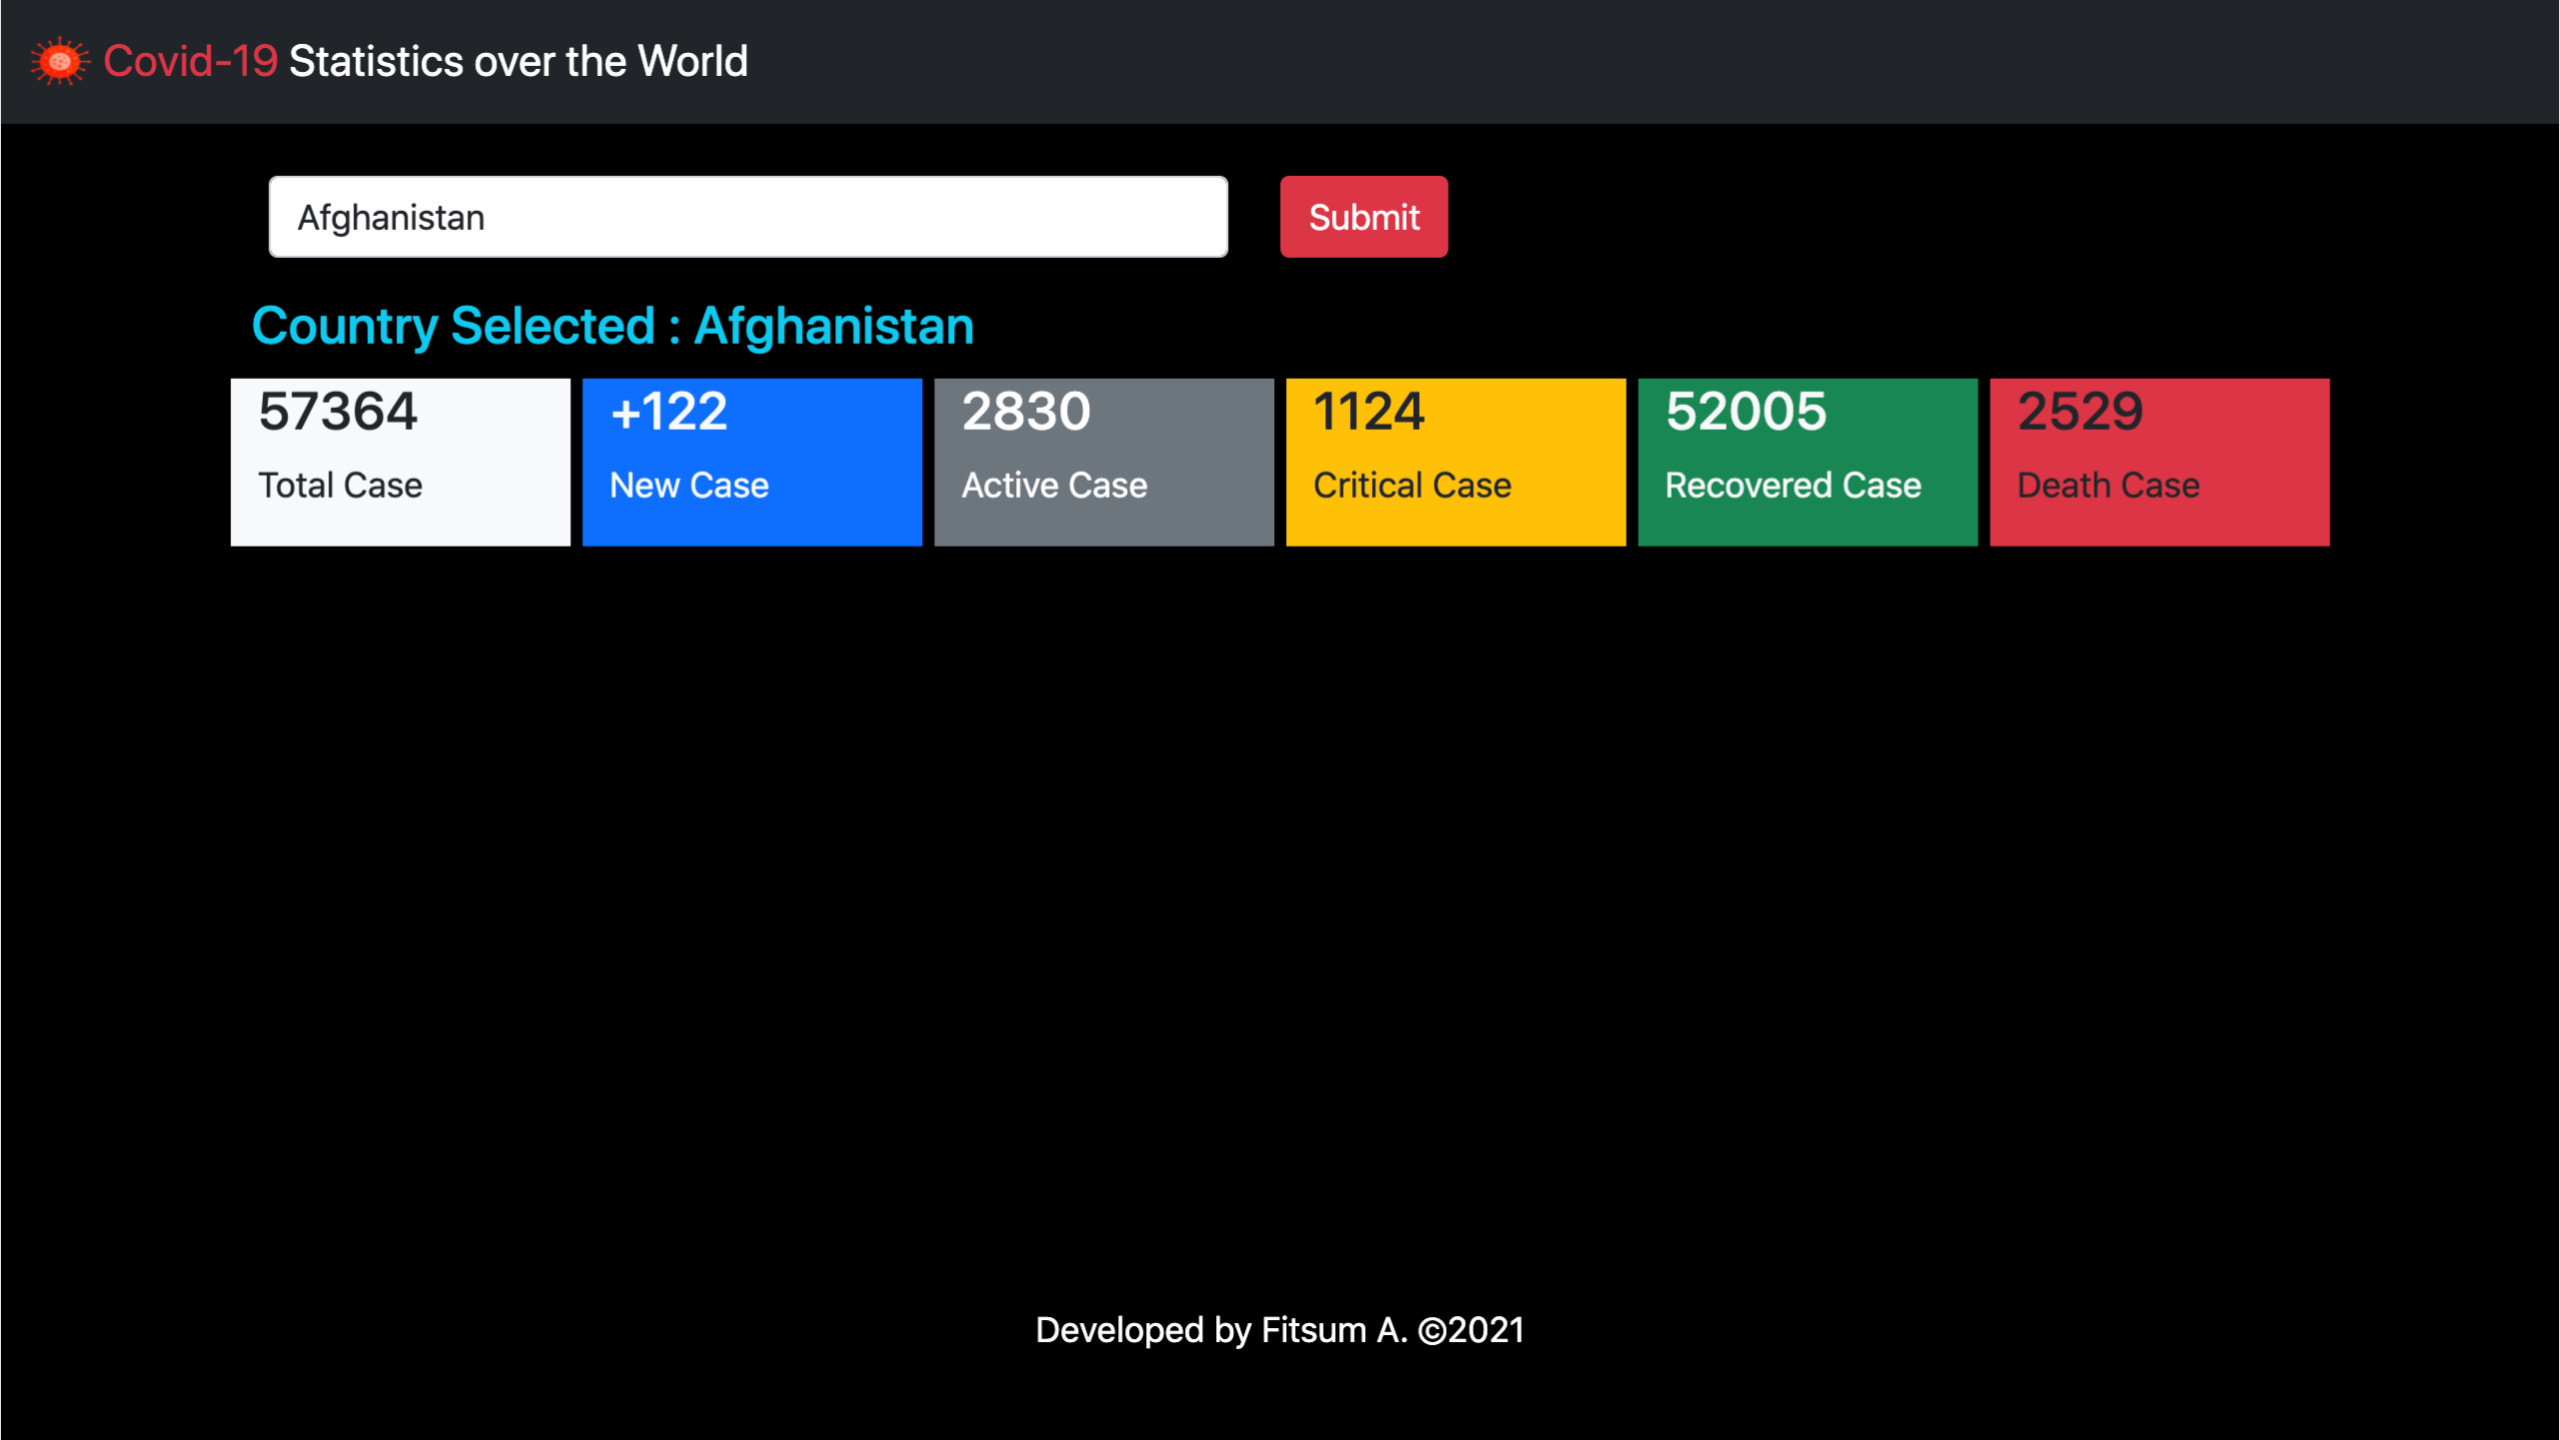 Covid-19 Statistics over the World
Afghanistan
Submit
Country Selected : Afghanistan
57364
Total Case
+122
New Case
2830
Active Case
1124
Critical Case
52005
Recovered Case
2529
Death Case
Developed by Fitsum A. ©2021